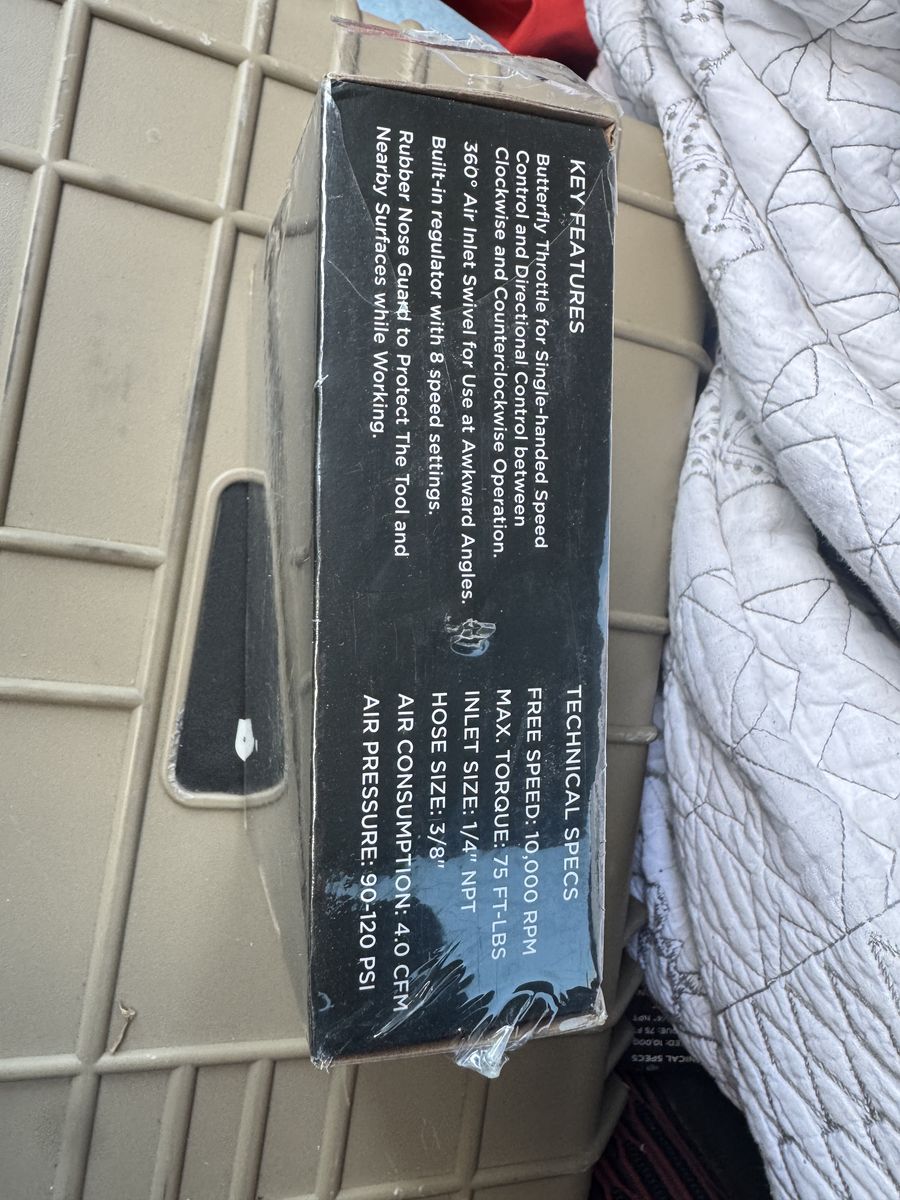 KEY FEATURES
Butterfly Throttle for Single-handed Speed
Control and Directional Control between
Clockwise and Counterclockwise Operation.
360° Air Inlet Swivel for Use at Awkward Angles.
Built-in regulator with 8 speed settings.
Rubber Nose Guard to Protect The Tool and
Nearby Surfaces while Working.
TECHNICAL SPECS
FREE SPEED: 10,000 RPM
MAX. TORQUE: 75 FT-LBS
INLET SIZE: 1/4" NPT
HOSE SIZE: 3/8"
AIR CONSUMPTION: 4.0 CFM
AIR PRESSURE: 90-120 PSI